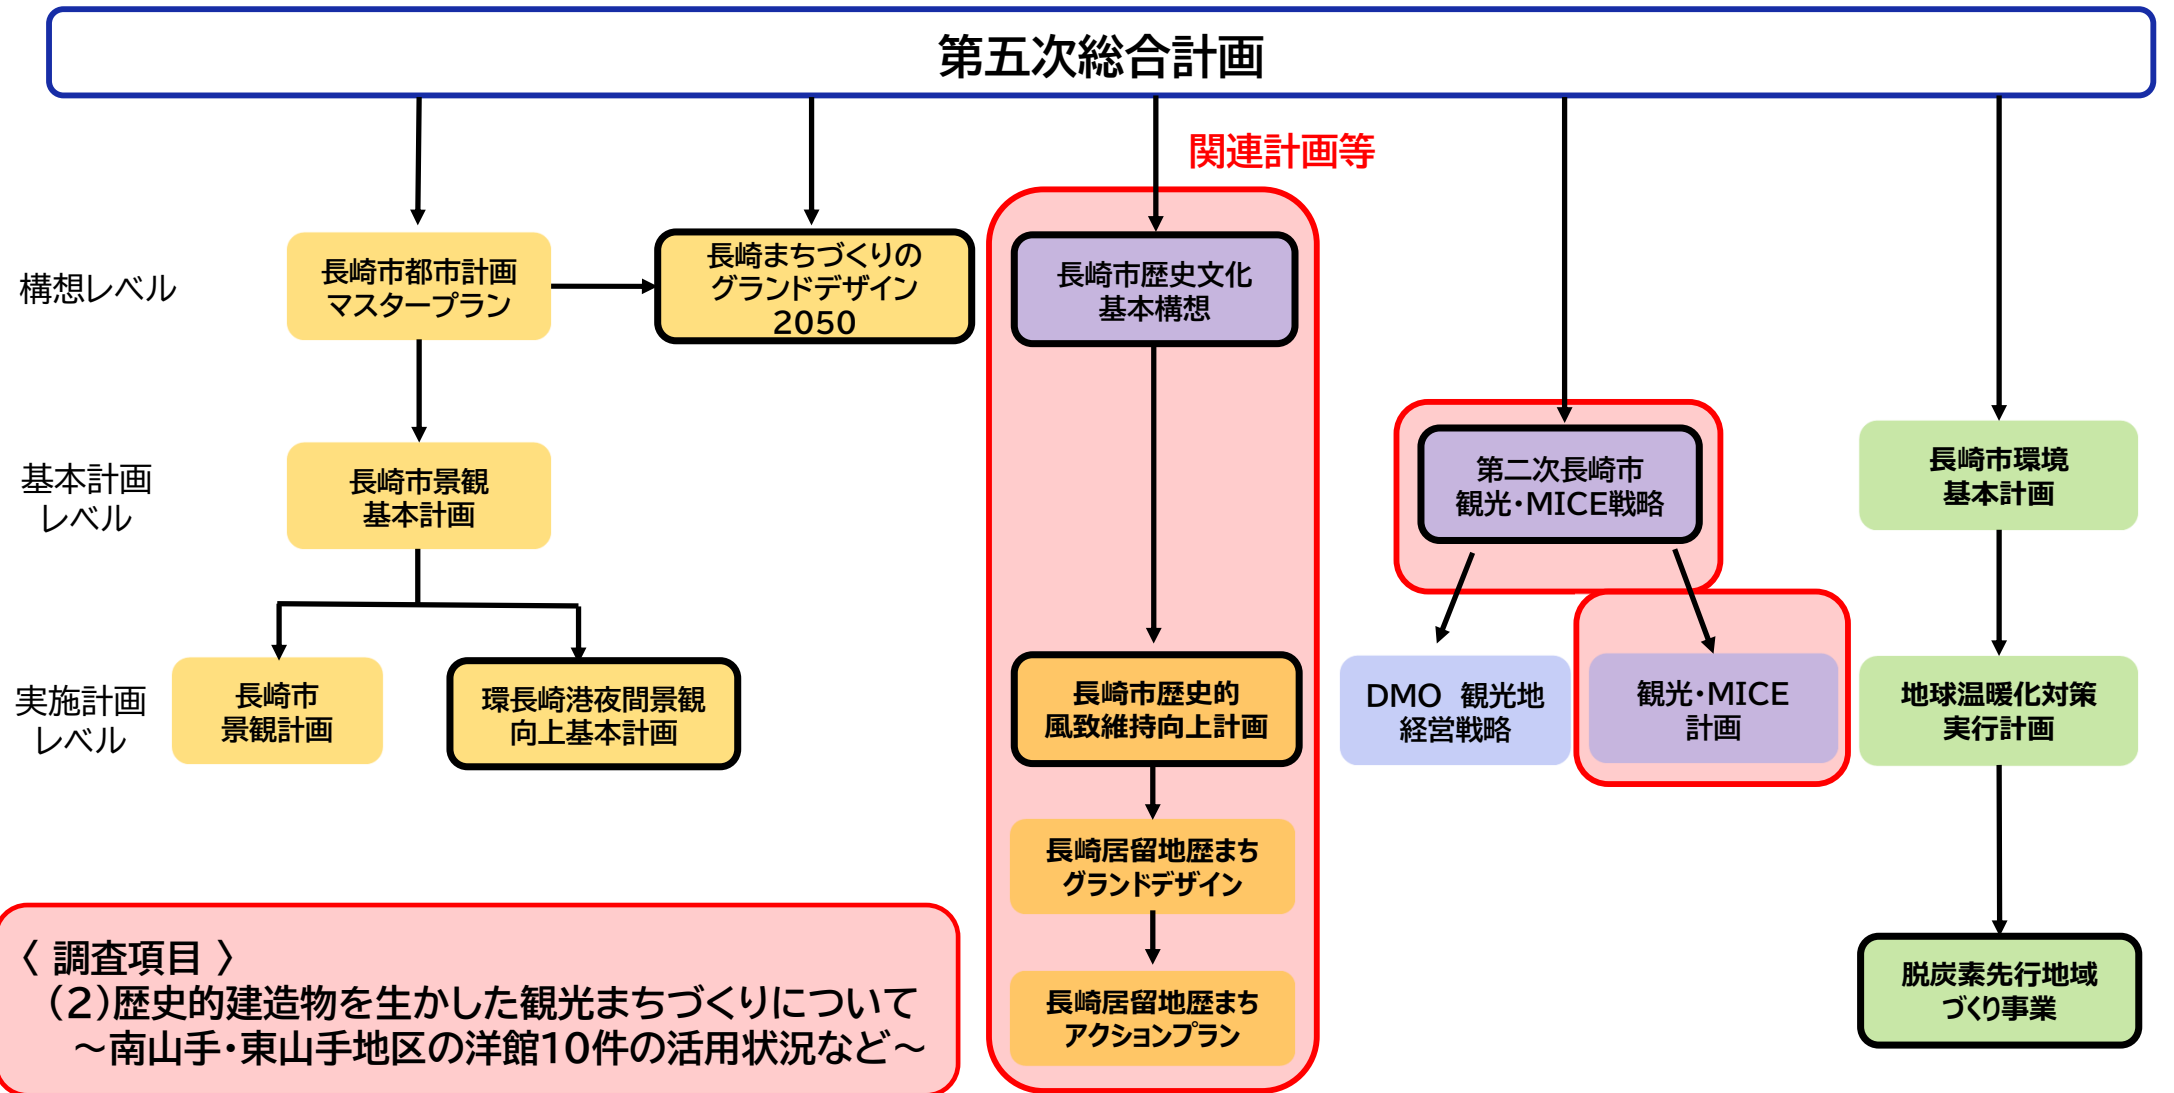 第五次総合計画
関連計画等
構想レベル
長崎市都市計画
マスタープラン
長崎まちづくりの
グランドデザイン
2050
長崎市歴史文化
基本構想
基本計画
レベル
長崎市景観
基本計画
第二次長崎市
観光・MICE戦略
長崎市環境
基本計画
実施計画
レベル
長崎市
景観計画
環長崎港夜間景観
向上基本計画
長崎市歴史的
風致維持向上計画
DMO 観光地
経営戦略
観光・MICE
計画
地球温暖化対策
実行計画
長崎居留地歴まち
グランドデザイン
長崎居留地歴まち
アクションプラン
脱炭素先行地域
づくり事業
〈 調査項目 〉
(2)歴史的建造物を生かした観光まちづくりについて
～南山手・東山手地区の洋館10件の活用状況など～